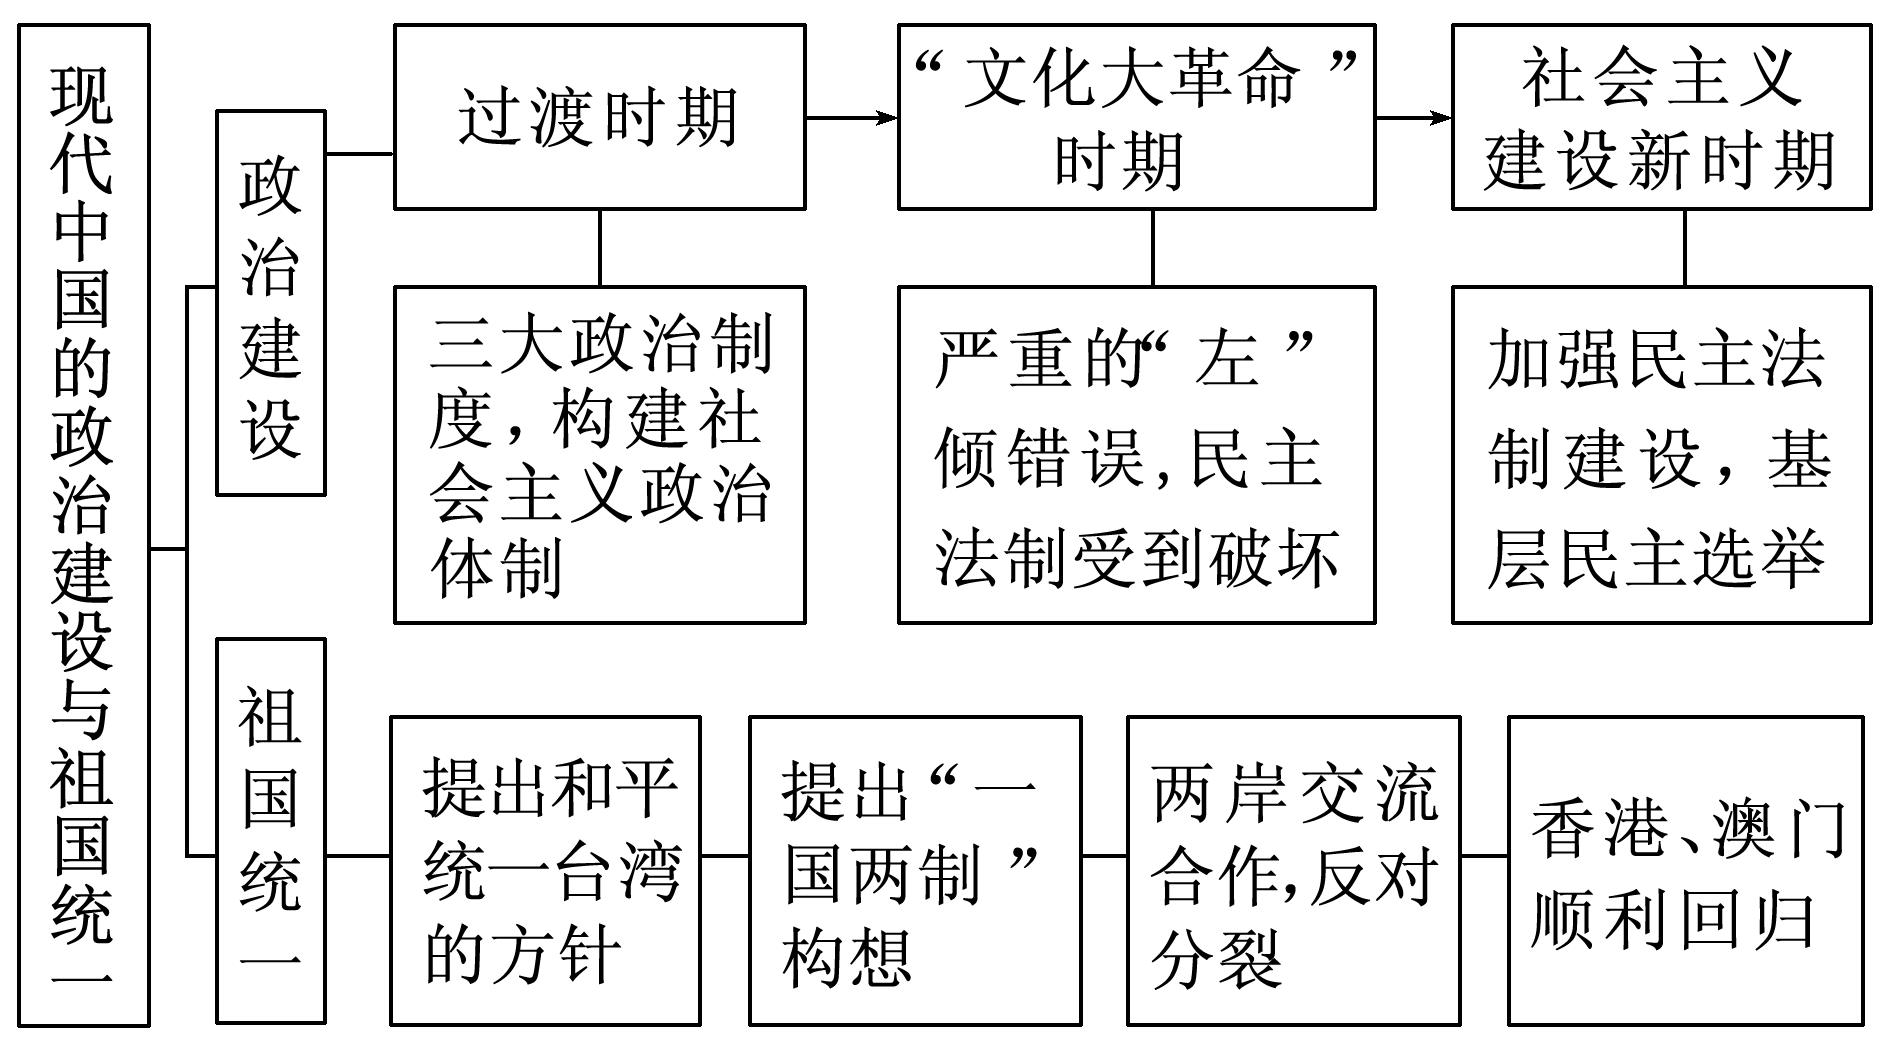 现代中国的政治建设与祖国统一
政治建设
过渡时期
“文化大革命”
时期
社会主义
建设新时期
三大政治制
度，构建社
会主义政治
体制
严重的“左”
倾错误，民主
法制受到破坏
加强民主法
制建设，基
层民主选举
祖国统一
提出和平
统一台湾
的方针
提出“一
国两制”
构想
两岸交流
合作，反对
分裂
香港、澳门
顺利回归